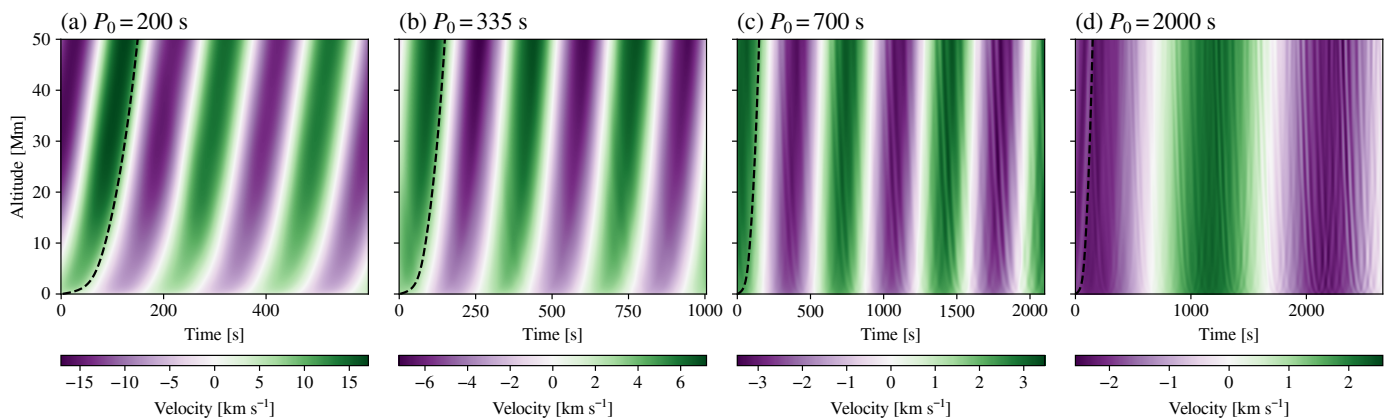 (a) P₀ = 200 s
(b) P₀ = 335 s
(c) P₀ = 700 s
(d) P₀ = 2000 s
Altitude [Mm]
50
40
30
20
10
0
0 200 400
0 250 500 750 1000
0 500 1000 1500 2000
0 1000 2000
Time [s]
Time [s]
Time [s]
Time [s]
−15 −10 −5 0 5 10 15
−6 −4 −2 0 2 4 6
−3 −2 −1 0 1 2 3
−2 −1 0 1 2
Velocity [km s⁻¹]
Velocity [km s⁻¹]
Velocity [km s⁻¹]
Velocity [km s⁻¹]